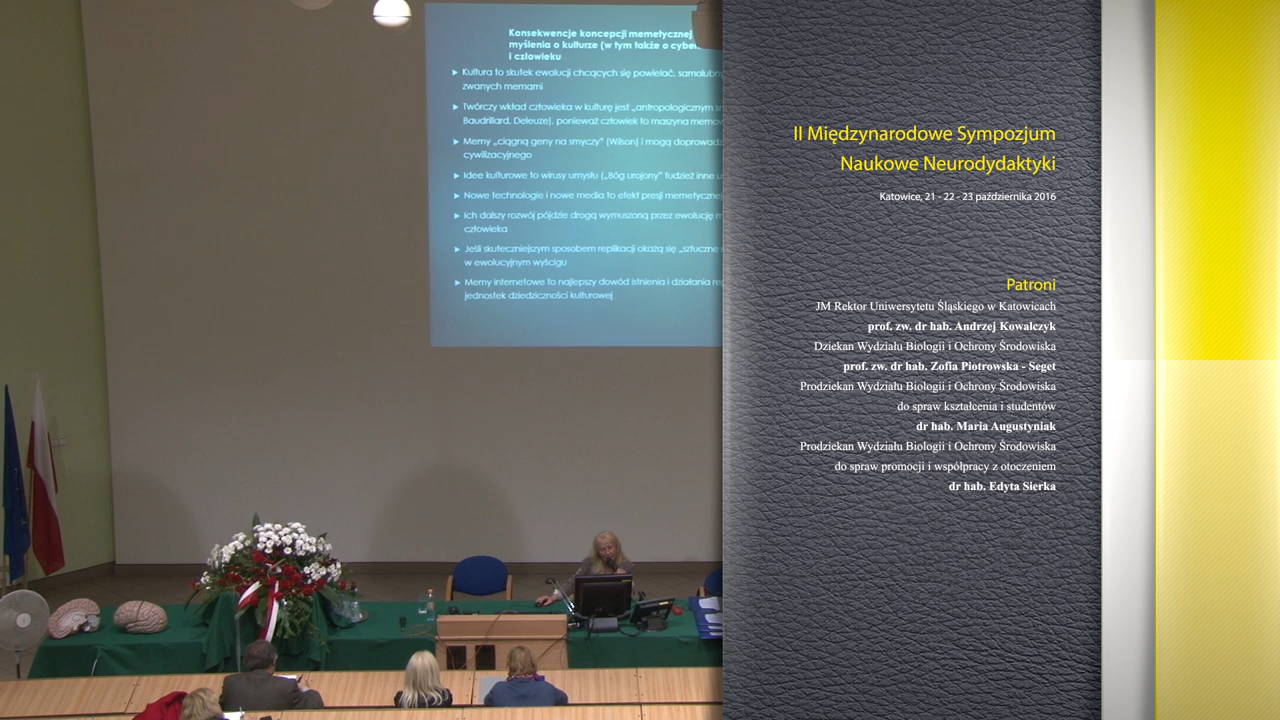 Konsekwencje koncepcji memetycznej
myślenia o kulturze (w tym także o cyber
i człowieku
Kultura to skutek ewolucji chcących się powielać, samolubn
zwanych memami
Twórczy wkład człowieka w kulturę jest „antropologicznym
Baudrillard, Deleuze), ponieważ człowiek to maszyna memow
Memy „ciągną geny na smyczy" (Wilson) i mogą doprowadz
cywilizacyjnego
Idee kulturowe to wirusy umysłu („Bóg urojony" tudzież inne
Nowe technologie i nowe media to efekt presji memetyczne
Ich dalszy rozwój pójdzie drogą wymuszoną przez ewolucję
człowieka
Jeśli skuteczniejszym sposobem replikacji okażą się „sztuczne
w ewolucyjnym wyścigu
Memy internetowe to najlepszy dowód istnienia i działania rep
jednostek dziedziczności kulturowej
II Międzynarodowe Sympozjum
Naukowe Neurodydaktyki
Katowice, 21 - 22 - 23 października 2016
Patroni
JM Rektor Uniwersytetu Śląskiego w Katowicach
prof. zw. dr hab. Andrzej Kowalczyk
Dziekan Wydziału Biologii i Ochrony Środowiska
prof. zw. dr hab. Zofia Piotrowska - Seget
Prodziekan Wydziału Biologii i Ochrony Środowiska
do spraw kształcenia i studentów
dr hab. Maria Augustyniak
Prodziekan Wydziału Biologii i Ochrony Środowiska
do spraw promocji i współpracy z otoczeniem
dr hab. Edyta Sierka